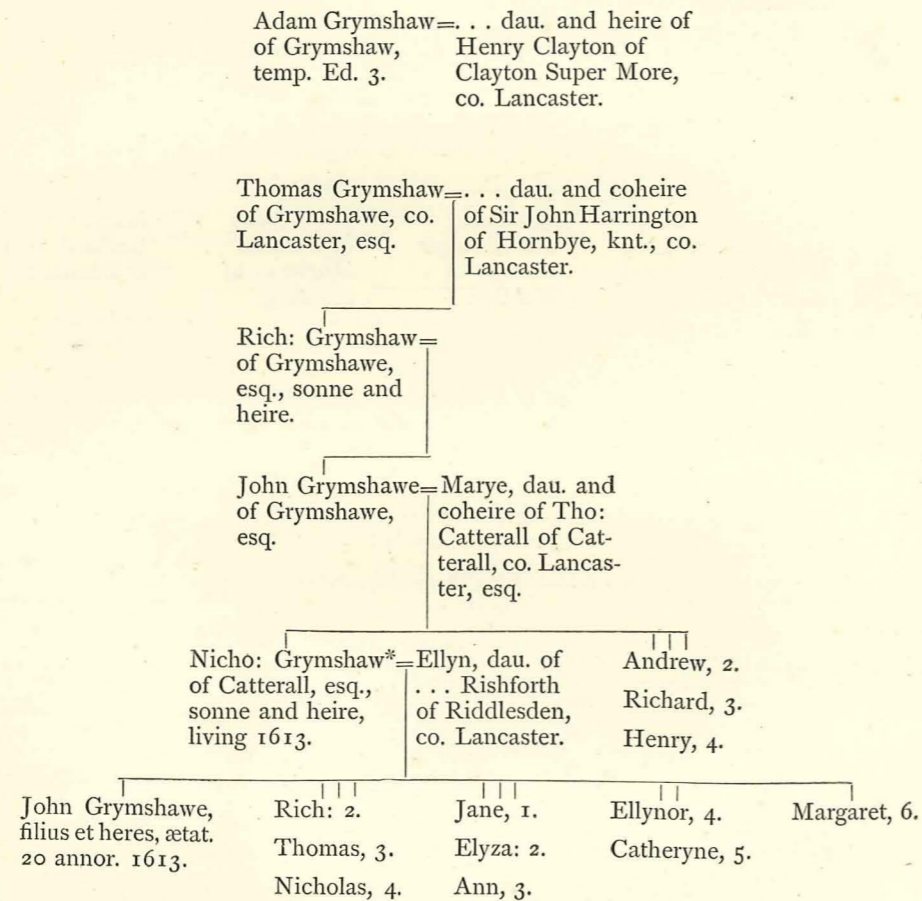 Adam Grymshaw=. . . dau. and heire of
of Grymshaw, Henry Clayton of
temp. Ed. 3. Clayton Super More,
co. Lancaster.
Thomas Grymshaw=. . . dau. and coheire
of Grymshawe, co. of Sir John Harrington
Lancaster, esq. of Hornbye, knt., co.
Lancaster.
Rich: Grymshaw=
of Grymshawe,
esq., sonne and
heire.
John Grymshawe=Marye, dau. and
of Grymshawe, coheire of Tho:
esq. Catterall of Cat-
terall, co. Lancas-
ter, esq.
Nicho: Grymshaw*=Ellyn, dau. of
of Catterall, esq., . . . Rishforth
sonne and heire, of Riddlesden,
living 1613. co. Lancaster.
Andrew, 2.
Richard, 3.
Henry, 4.
John Grymshawe,
filius et heres, ætat.
20 annor. 1613.
Rich: 2.
Thomas, 3.
Nicholas, 4.
Jane, 1.
Elyza: 2.
Ann, 3.
Ellynor, 4.
Catheryne, 5.
Margaret, 6.